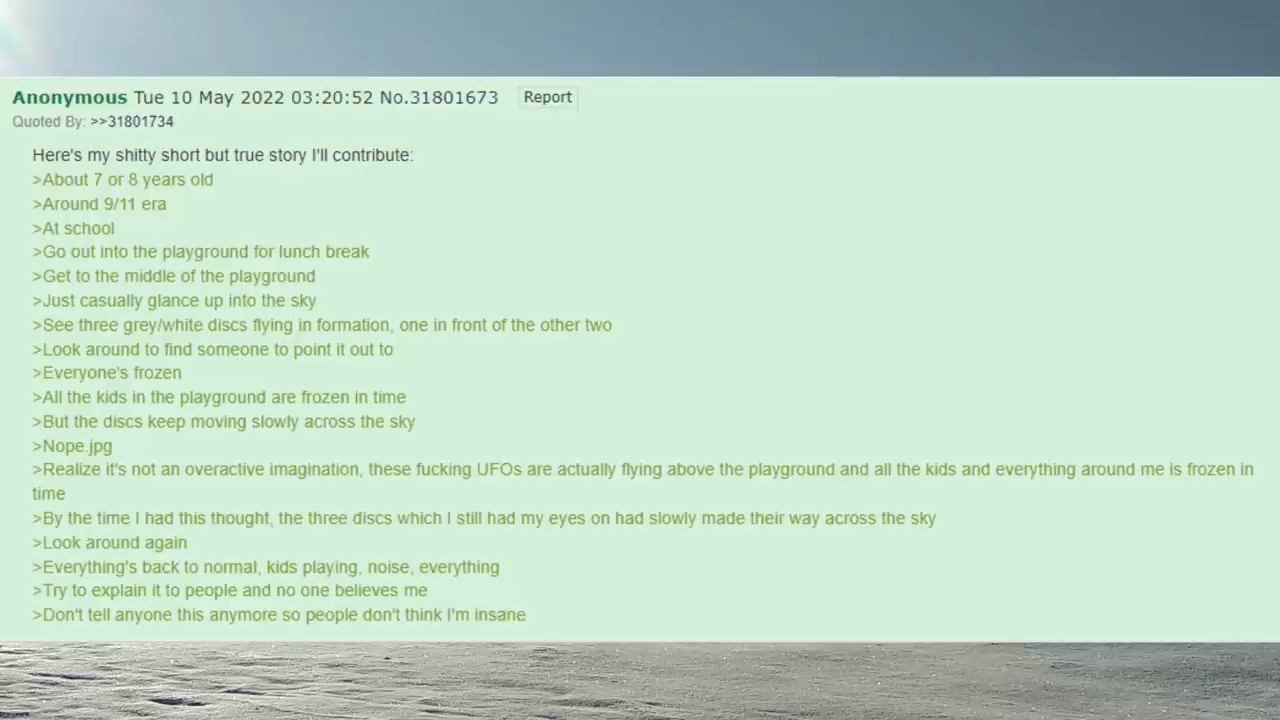 Anonymous Tue 10 May 2022 03:20:52 No.31801673 Report
Quoted By: >>31801734
Here's my shitty short but true story I'll contribute:
>About 7 or 8 years old
>Around 9/11 era
>At school
>Go out into the playground for lunch break
>Get to the middle of the playground
>Just casually glance up into the sky
>See three grey/white discs flying in formation, one in front of the other two
>Look around to find someone to point it out to
>Everyone's frozen
>All the kids in the playground are frozen in time
>But the discs keep moving slowly across the sky
>Nope.jpg
>Realize it's not an overactive imagination, these fucking UFOs are actually flying above the playground and all the kids and everything around me is frozen in
time
>By the time I had this thought, the three discs which I still had my eyes on had slowly made their way across the sky
>Look around again
>Everything's back to normal, kids playing, noise, everything
>Try to explain it to people and no one believes me
>Don't tell anyone this anymore so people don't think I'm insane